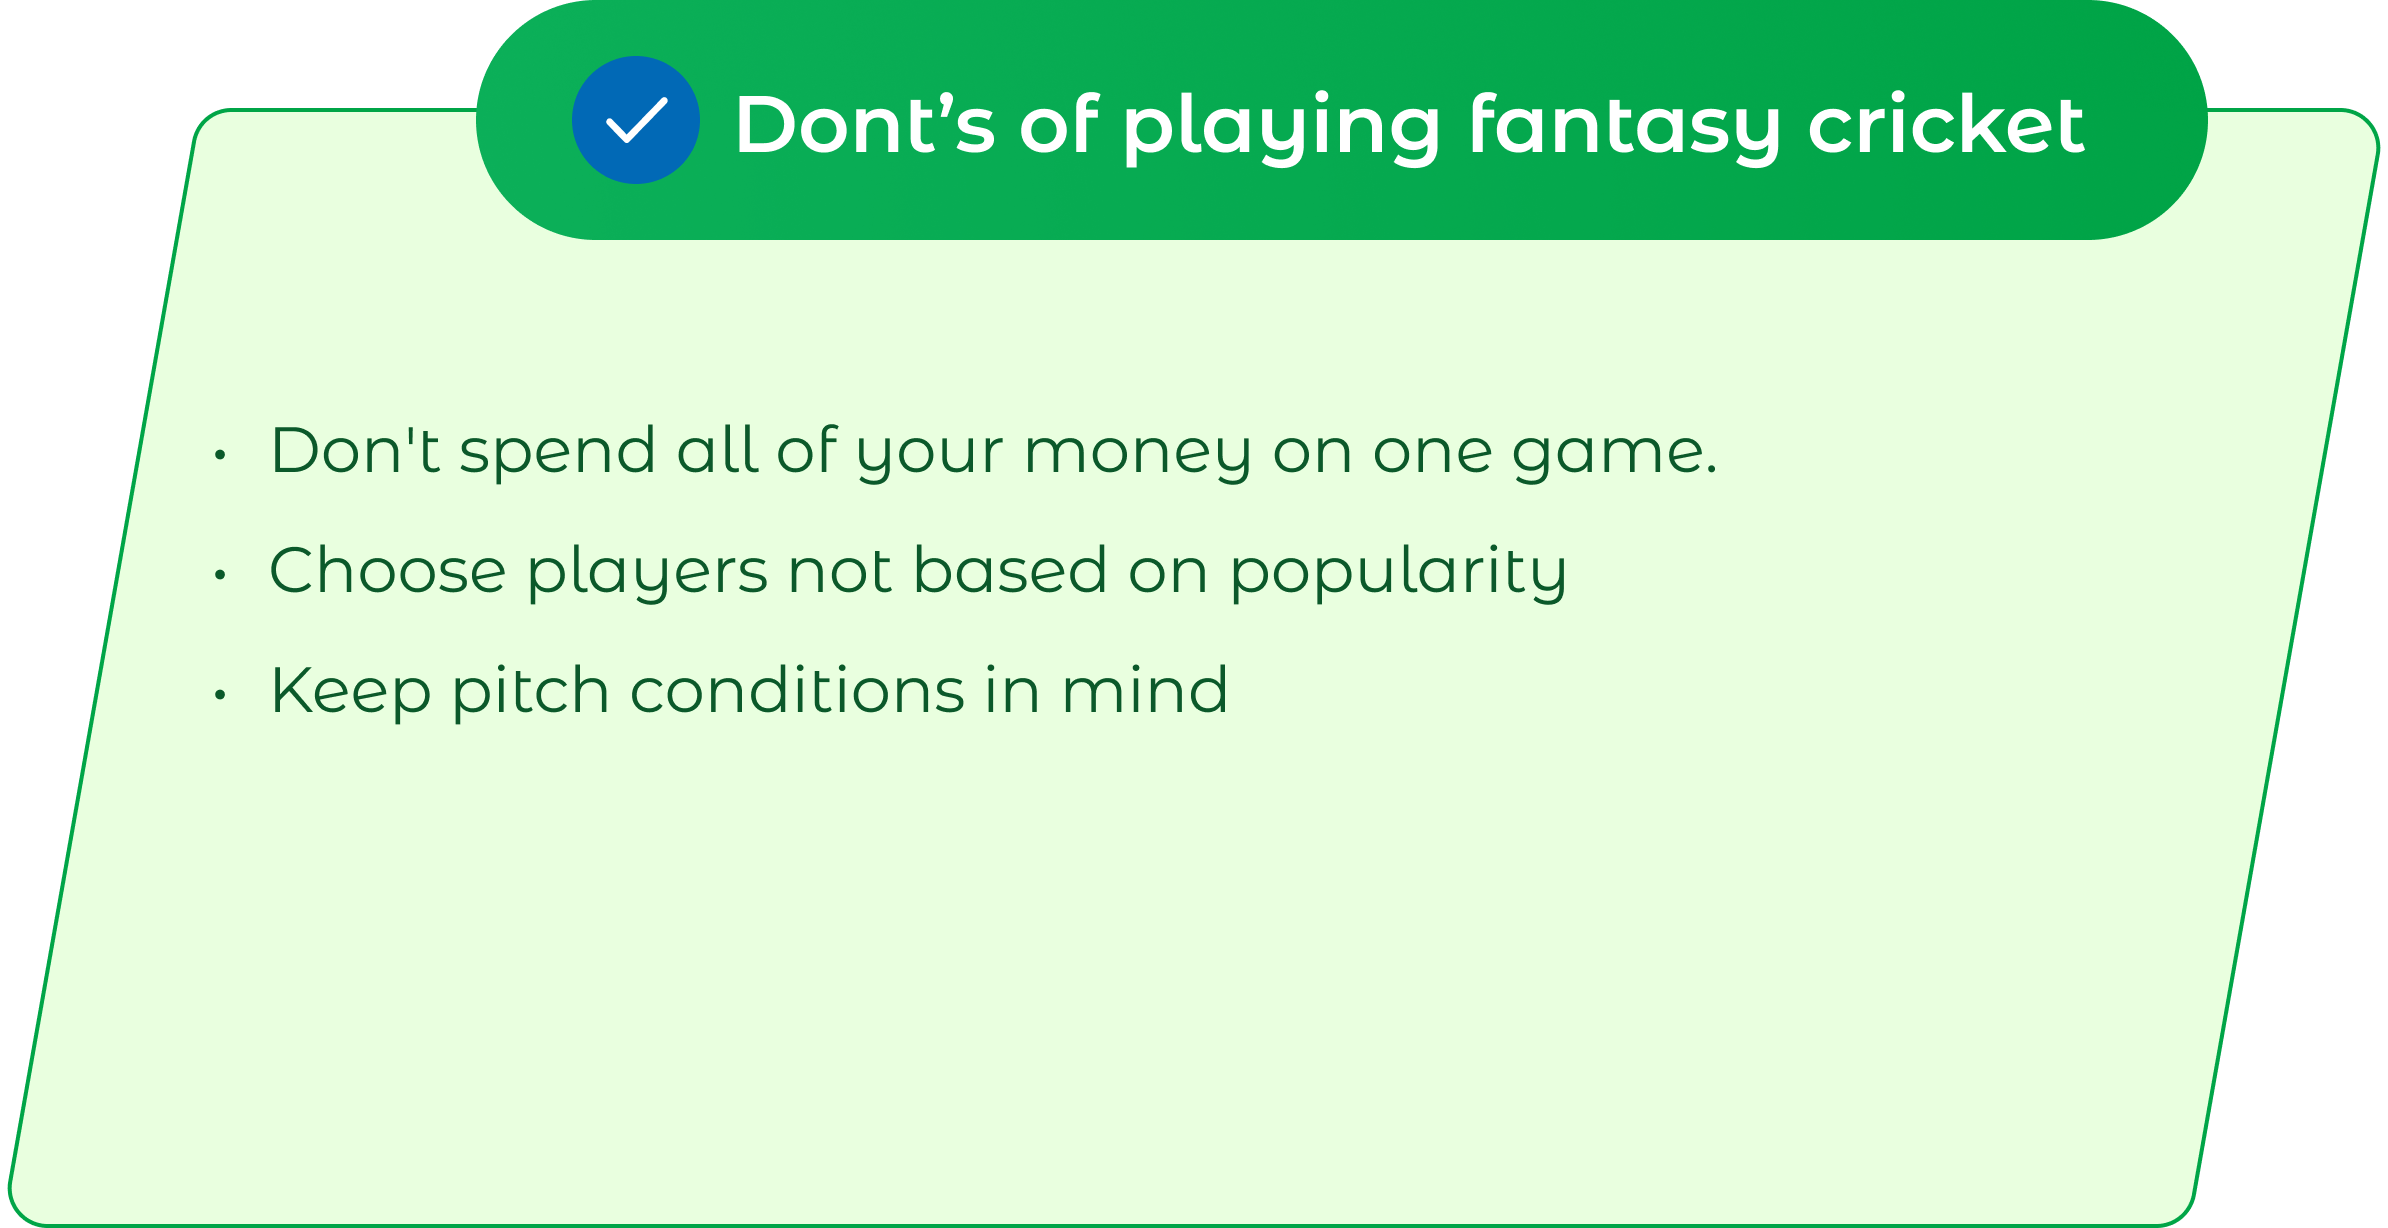 Dont’s of playing fantasy cricket
• Don't spend all of your money on one game.
• Choose players not based on popularity
• Keep pitch conditions in mind